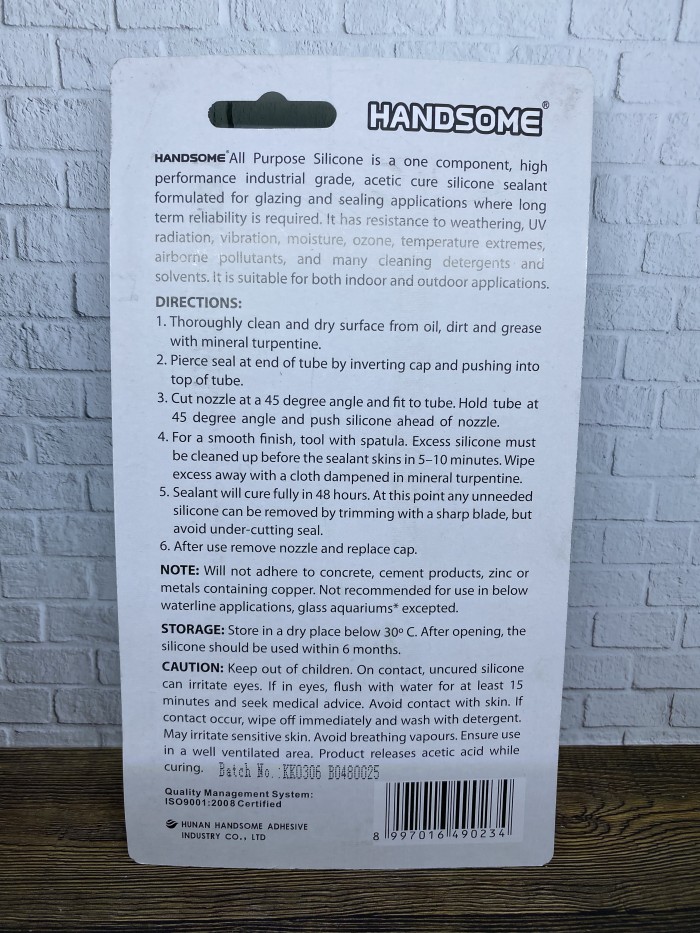 HANDSOME®
HANDSOME® All Purpose Silicone is a one component, high
performance industrial grade, acetic cure silicone sealant
formulated for glazing and sealing applications where long
term reliability is required. It has resistance to weathering, UV
radiation, vibration, moisture, ozone, temperature extremes,
airborne pollutants, and many cleaning detergents and
solvents. It is suitable for both indoor and outdoor applications.
DIRECTIONS:
1. Thoroughly clean and dry surface from oil, dirt and grease
with mineral turpentine.
2. Pierce seal at end of tube by inverting cap and pushing into
top of tube.
3. Cut nozzle at a 45 degree angle and fit to tube. Hold tube at
45 degree angle and push silicone ahead of nozzle.
4. For a smooth finish, tool with spatula. Excess silicone must
be cleaned up before the sealant skins in 5–10 minutes. Wipe
excess away with a cloth dampened in mineral turpentine.
5. Sealant will cure fully in 48 hours. At this point any unneeded
silicone can be removed by trimming with a sharp blade, but
avoid under-cutting seal.
6. After use remove nozzle and replace cap.
NOTE: Will not adhere to concrete, cement products, zinc or
metals containing copper. Not recommended for use in below
waterline applications, glass aquariums* excepted.
STORAGE: Store in a dry place below 30º C. After opening, the
silicone should be used within 6 months.
CAUTION: Keep out of children. On contact, uncured silicone
can irritate eyes. If in eyes, flush with water for at least 15
minutes and seek medical advice. Avoid contact with skin. If
contact occur, wipe off immediately and wash with detergent.
May irritate sensitive skin. Avoid breathing vapours. Ensure use
in a well ventilated area. Product releases acetic acid while
curing. Batch No.:KK0306 B0480025
Quality Management System:
ISO9001:2008 Certified
HUNAN HANDSOME ADHESIVE
INDUSTRY CO., LTD
8 997016 490234